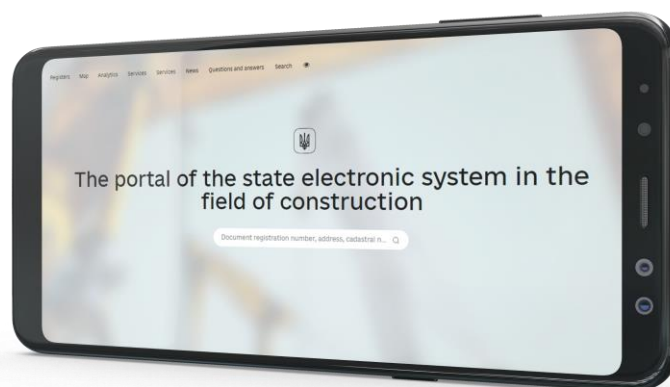 Registers Map Analytics Services Services News Questions and answers Search
The portal of the state electronic system in the
field of construction
Document registration number, address, cadastral n...